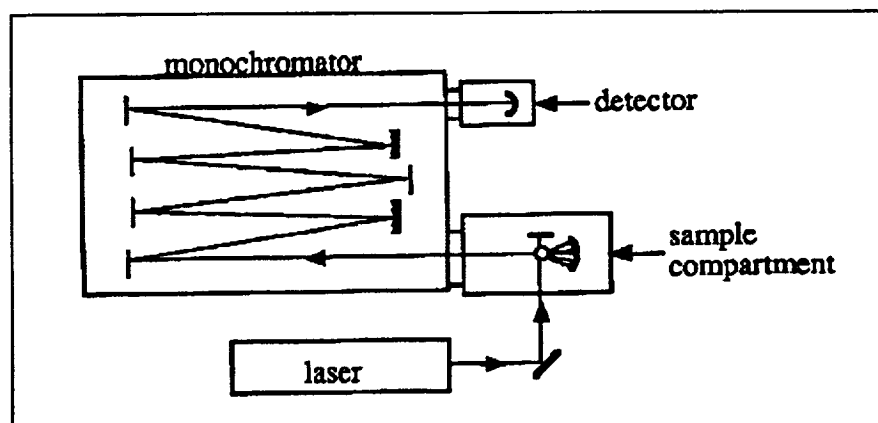 monochromator
detector
sample
compartment
laser